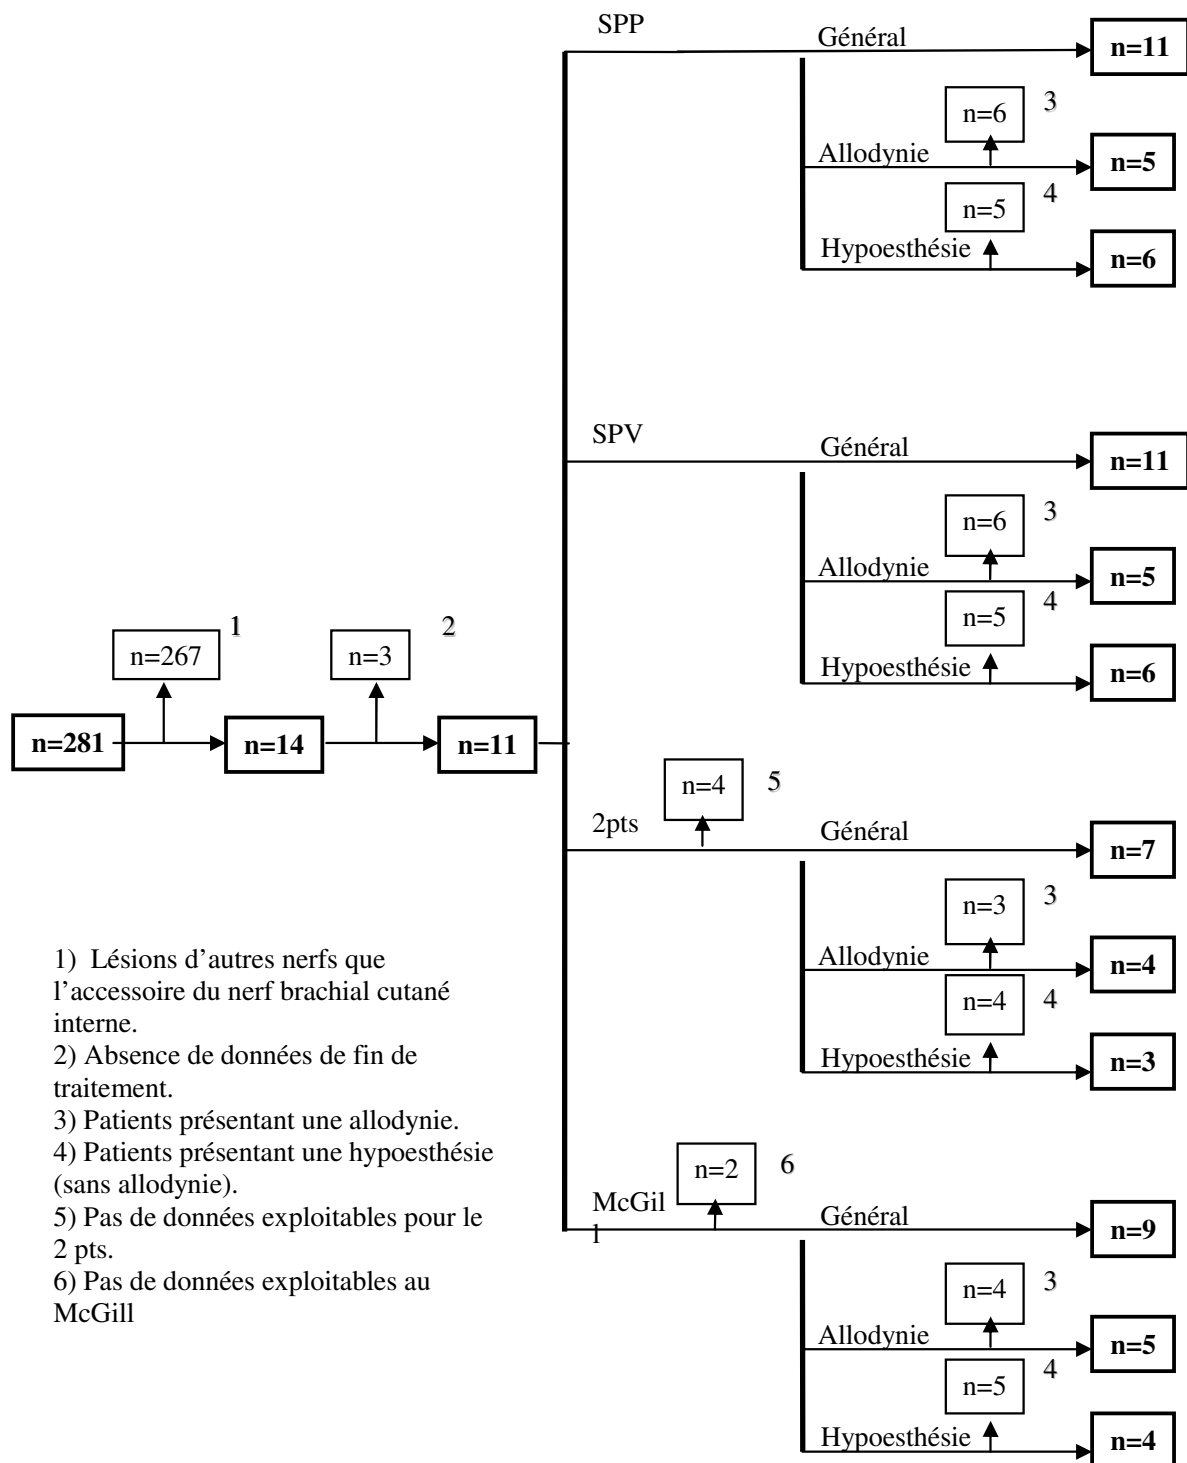 SPP
Général
n=11
n=6
3
Allodynie
n=5
n=5
4
Hypoesthésie
n=6
SPV
Général
n=11
n=6
3
Allodynie
n=5
n=5
4
Hypoesthésie
n=6
n=267
1
n=3
2
n=281
n=14
n=11
n=4
5
2pts
Général
n=7
n=3
3
Allodynie
n=4
n=4
4
Hypoesthésie
n=3
n=2
6
McGil
l
Général
n=9
n=4
3
Allodynie
n=5
n=5
4
Hypoesthésie
n=4
1) Lésions d'autres nerfs que
l'accessoire du nerf brachial cutané
interne.
2) Absence de données de fin de
traitement.
3) Patients présentant une allodynie.
4) Patients présentant une hypoesthésie
(sans allodynie).
5) Pas de données exploitables pour le
2 pts.
6) Pas de données exploitables au
McGill